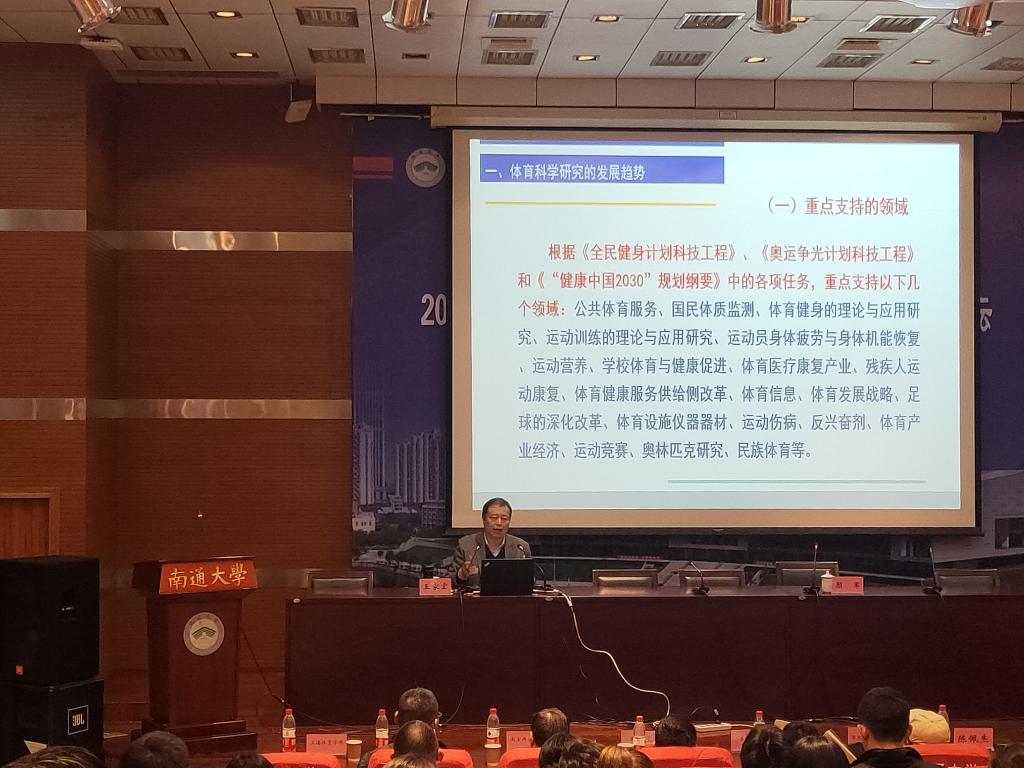 一、体育科学研究的发展趋势
（一）重点支持的领域
根据《全民健身计划科技工程》、《奥运争光计划科技工程》
和《“健康中国2030”规划纲要》中的各项任务，重点支持以下几
个领域：公共体育服务、国民体质监测、体育健身的理论与应用研
究、运动训练的理论与应用研究、运动员身体疲劳与身体机能恢复
、运动营养、学校体育与健康促进、体育医疗康复产业、残疾人运
动康复、体育健康服务供给侧改革、体育信息、体育发展战略、足
球的深化改革、体育设施仪器器材、运动伤病、反兴奋剂、体育产
业经济、运动竞赛、奥林匹克研究、民族体育等。
20
南通大學
JBL
陈佩杰